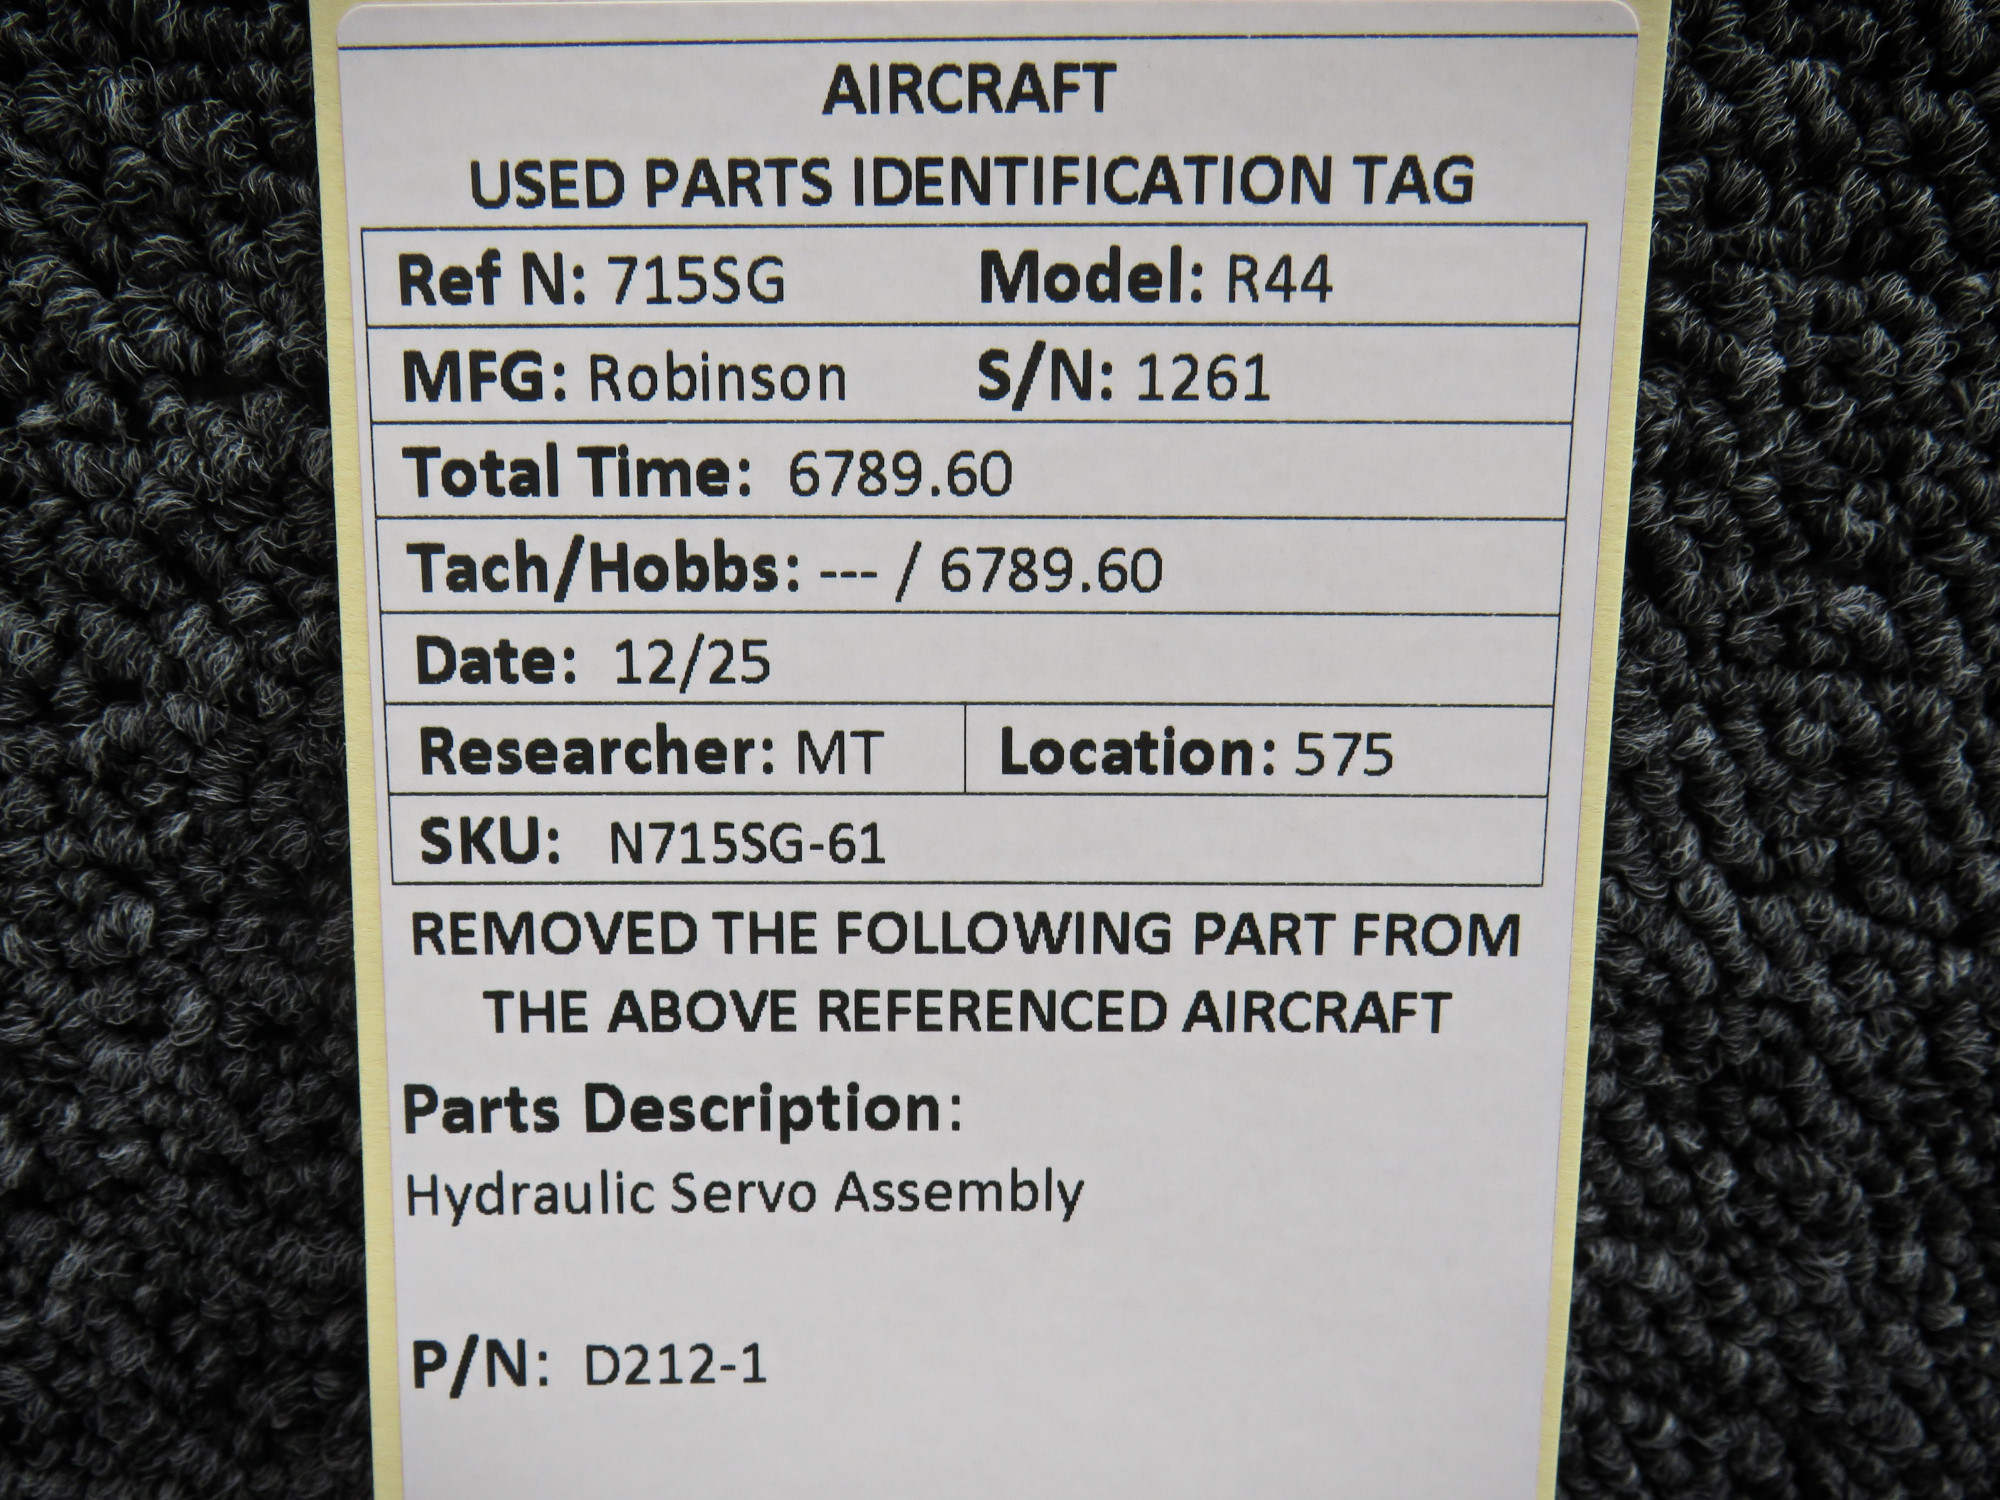 AIRCRAFT
USED PARTS IDENTIFICATION TAG
Ref N: 715SG Model: R44
MFG: Robinson S/N: 1261
Total Time: 6789.60
Tach/Hobbs: --- / 6789.60
Date: 12/25
Researcher: MT Location: 575
SKU: N715SG-61
REMOVED THE FOLLOWING PART FROM
THE ABOVE REFERENCED AIRCRAFT
Parts Description:
Hydraulic Servo Assembly
P/N: D212-1